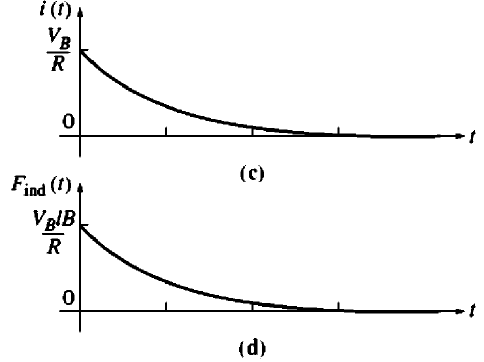 i (t)
V_B
R
0
t
(c)
F_ind (t)
V_B lB
R
0
t
(d)